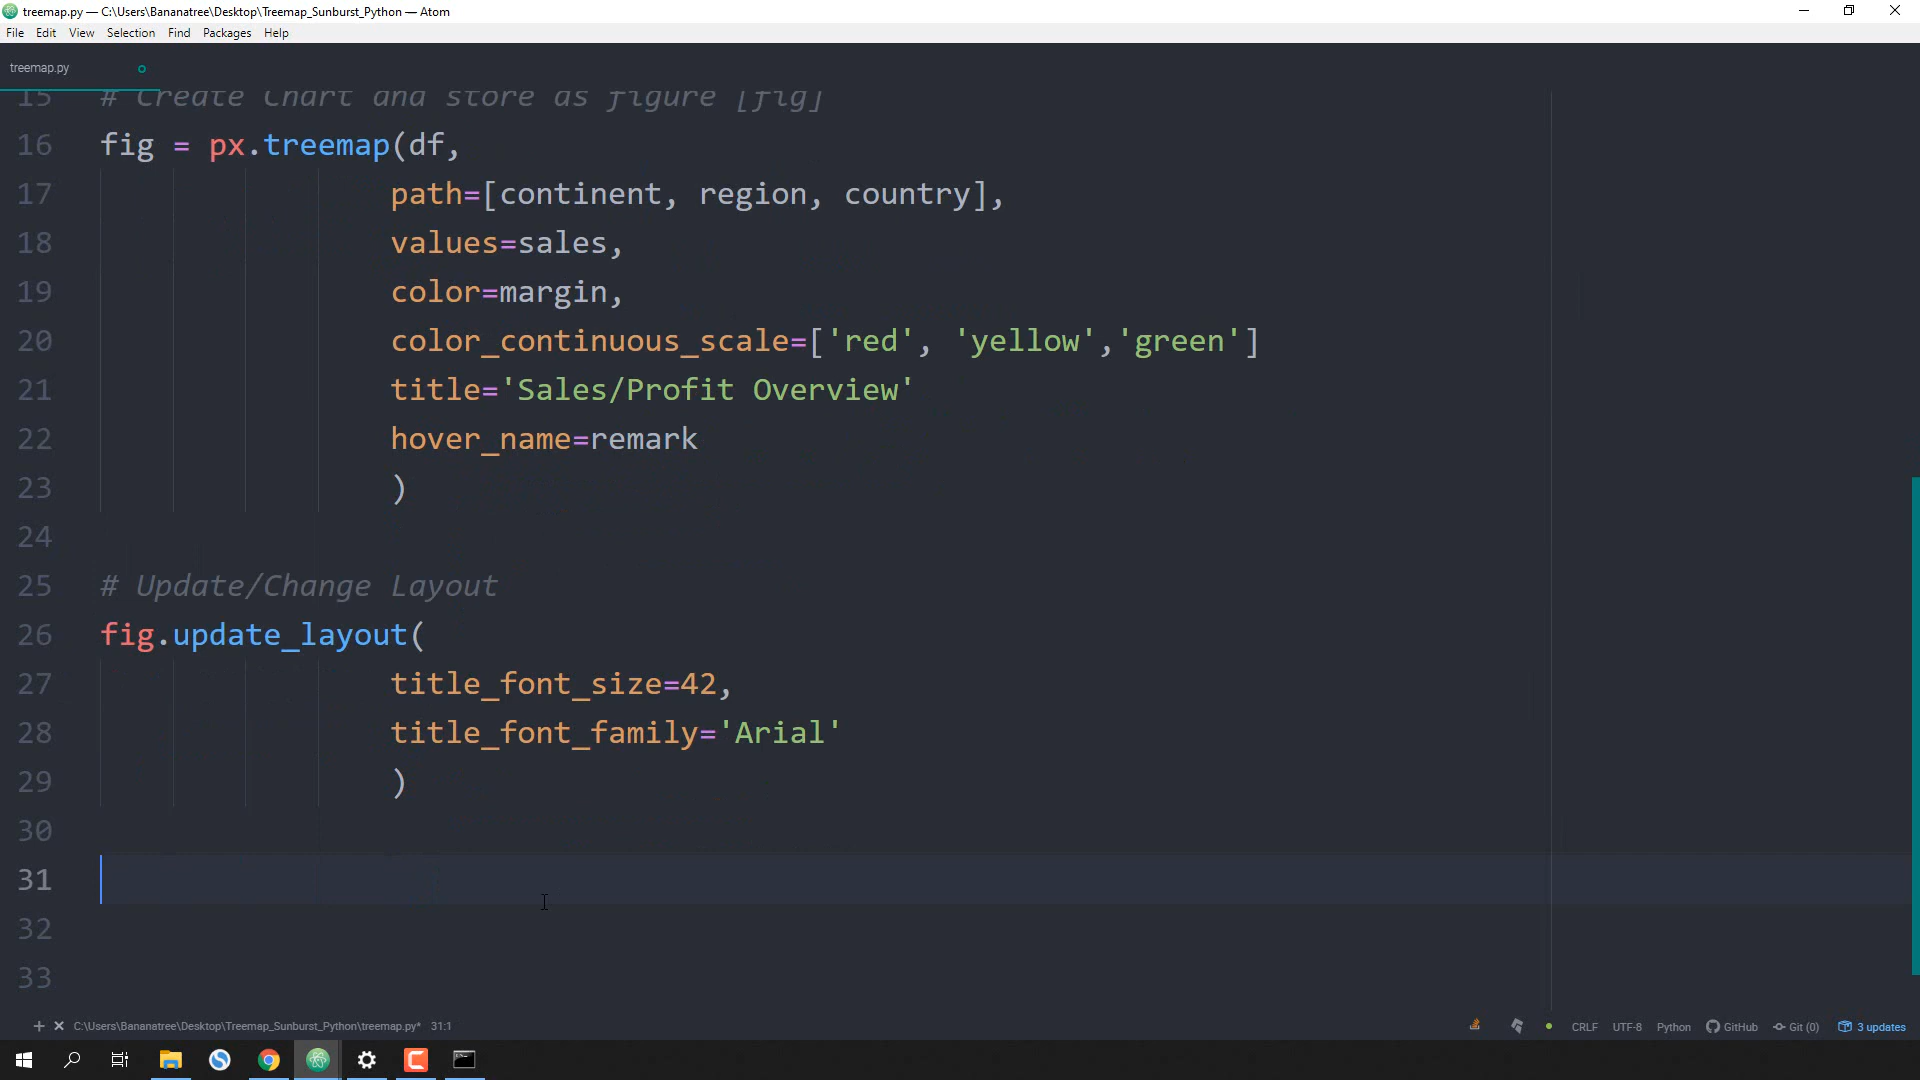 treemap.py — C:\Users\Bananatree\Desktop\Treemap_Sunburst_Python — Atom
File Edit View Selection Find Packages Help
treemap.py
15 # Create Chart and store as figure [fig]
16 fig = px.treemap(df,
17 path=[continent, region, country],
18 values=sales,
19 color=margin,
20 color_continuous_scale=['red', 'yellow','green']
21 title='Sales/Profit Overview'
22 hover_name=remark
23 )
24
25 # Update/Change Layout
26 fig.update_layout(
27 title_font_size=42,
28 title_font_family='Arial'
29 )
30
31
32
33
C:\Users\Bananatree\Desktop\Treemap_Sunburst_Python\treemap.py* 31:1 CRLF UTF-8 Python GitHub Git (0) 3 updates